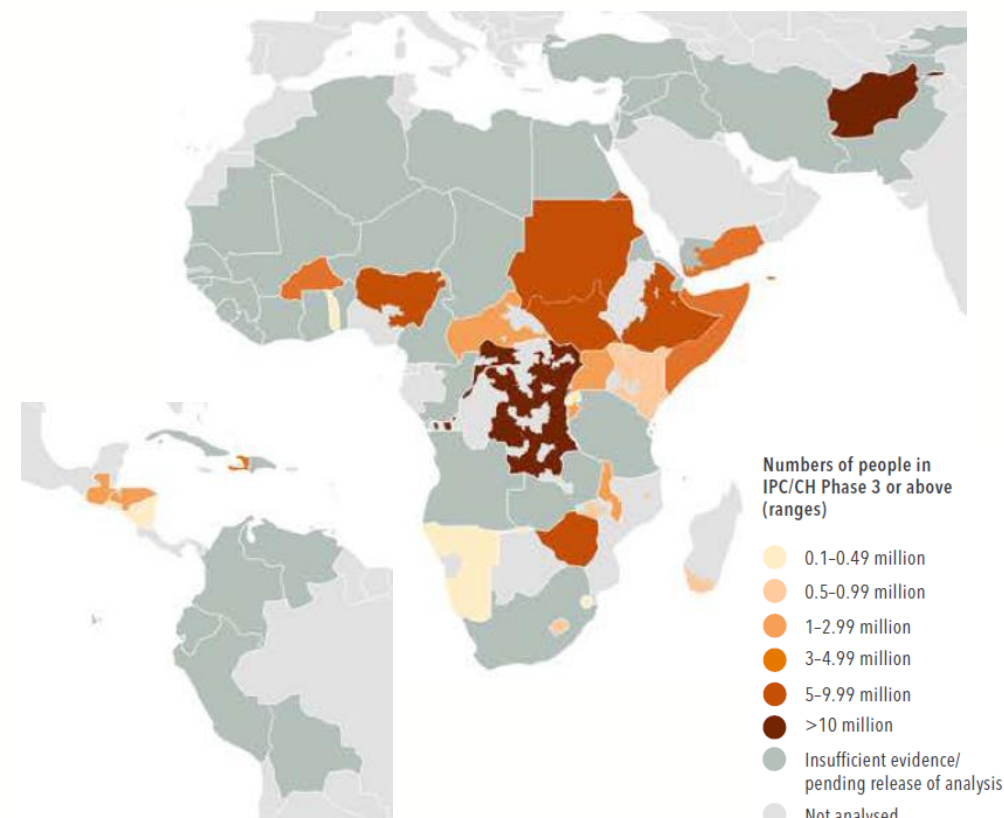 Numbers of people in
IPC/CH Phase 3 or above
(ranges)
0.1–0.49 million
0.5–0.99 million
1–2.99 million
3–4.99 million
5–9.99 million
>10 million
Insufficient evidence/
pending release of analysis
Not analysed